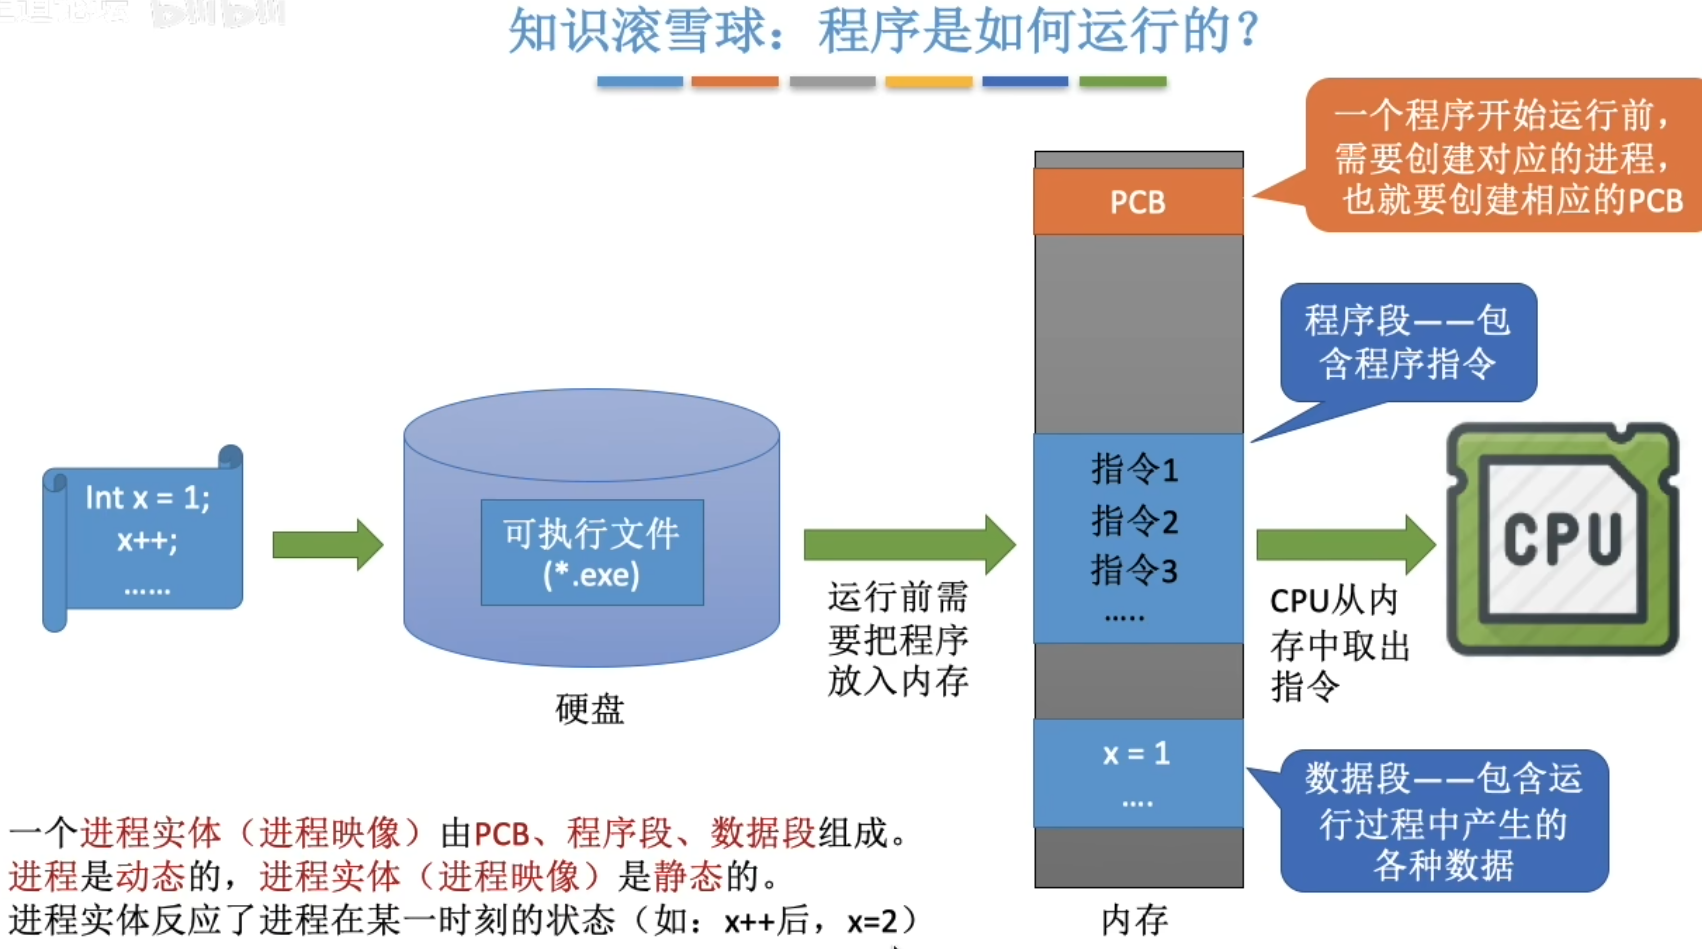 知识滚雪球：程序是如何运行的？
一个程序开始运行前，
需要创建对应的进程，
也就要创建相应的PCB
PCB
程序段——包
含程序指令
指令1
指令2
指令3
.....
Int x = 1;
x++;
......
可执行文件
(*.exe)
硬盘
运行前需
要把程序
放入内存
CPU从内
存中取出
指令
CPU
x = 1
....
数据段——包含运
行过程中产生的
各种数据
内存
一个进程实体（进程映像）由PCB、程序段、数据段组成。
进程是动态的，进程实体（进程映像）是静态的。
进程实体反应了进程在某一时刻的状态（如：x++后，x=2）